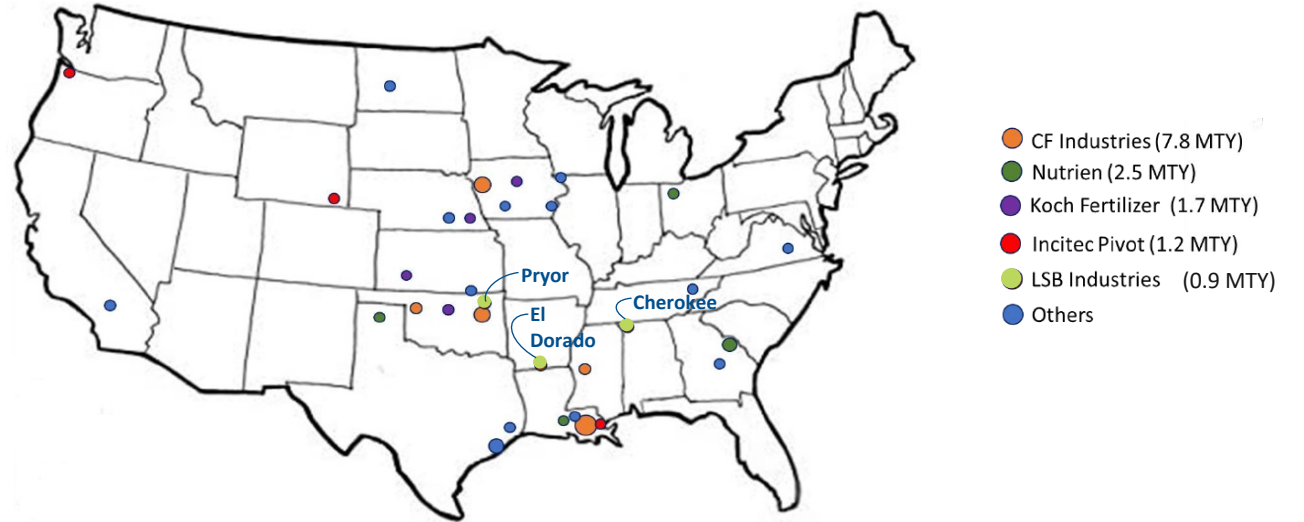 Pryor
El
Dorado
Cherokee
CF Industries (7.8 MTY)
Nutrien (2.5 MTY)
Koch Fertilizer (1.7 MTY)
Incitec Pivot (1.2 MTY)
LSB Industries (0.9 MTY)
Others